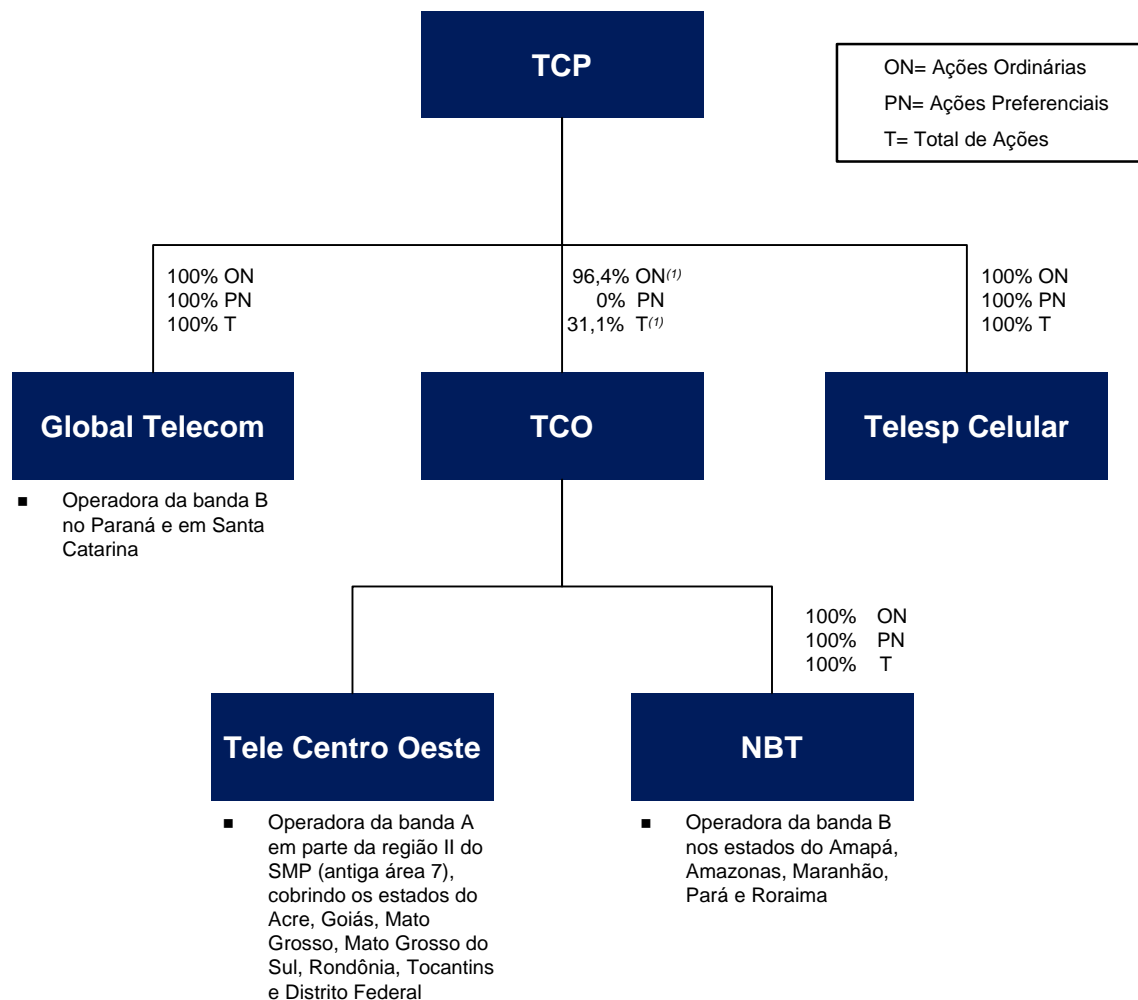 TCP
ON= Ações Ordinárias
PN= Ações Preferenciais
T= Total de Ações
100% ON
100% PN
100% T
96,4% ON(1)
0% PN
31,1% T(1)
100% ON
100% PN
100% T
Global Telecom
TCO
Telesp Celular
■ Operadora da banda B
no Paraná e em Santa
Catarina
100% ON
100% PN
100% T
Tele Centro Oeste
NBT
■ Operadora da banda A
em parte da região II do
SMP (antiga área 7),
cobrindo os estados do
Acre, Goiás, Mato
Grosso, Mato Grosso do
Sul, Rondônia, Tocantins
e Distrito Federal
■ Operadora da banda B
nos estados do Amapá,
Amazonas, Maranhão,
Pará e Roraima